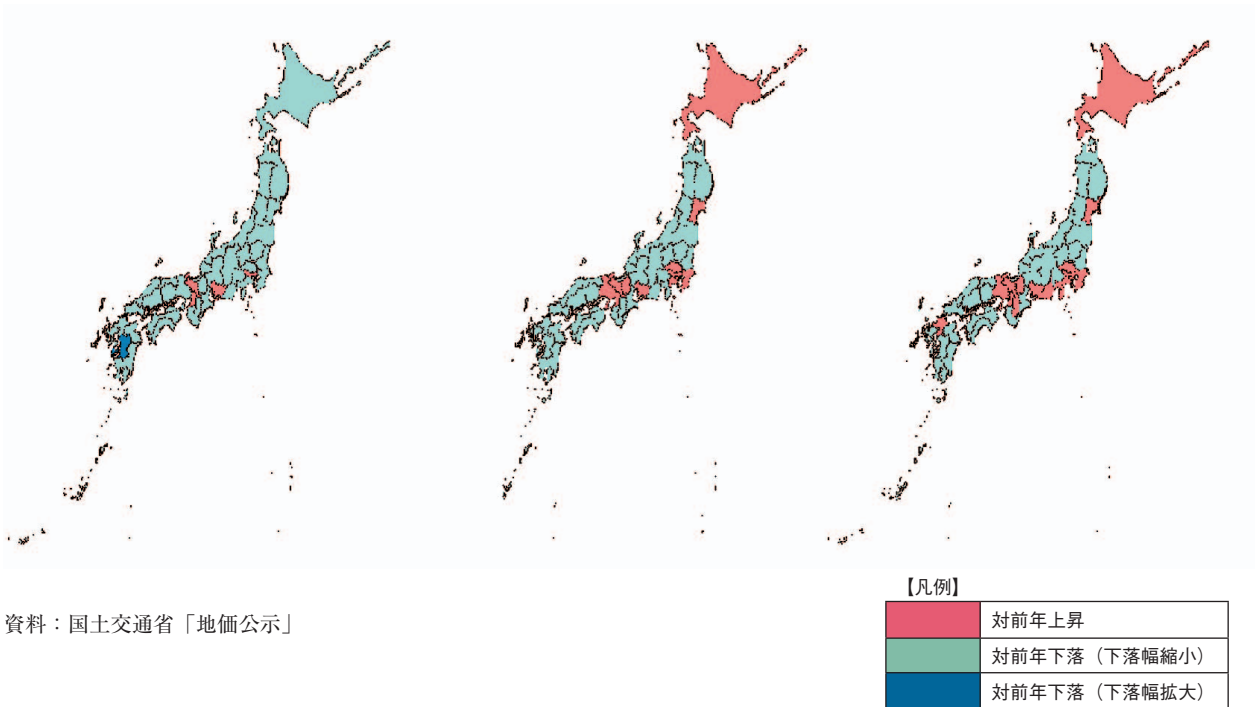 【凡例】
対前年上昇
資料：国土交通省「地価公示」
対前年下落（下落幅縮小）
対前年下落（下落幅拡大）